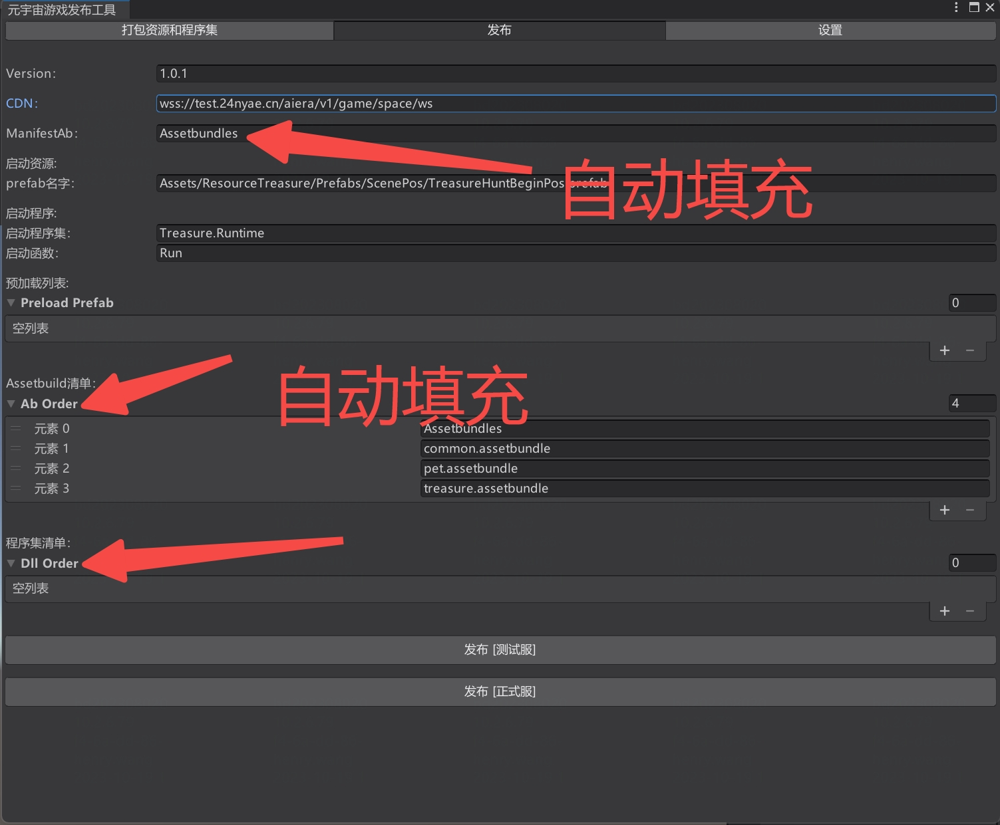 元宇宙游戏发布工具
打包资源和程序集
发布
设置
Version:
1.0.1
CDN:
wss://test.24nyae.cn/aiera/v1/game/space/ws
ManifestAb:
Assetbundles
自动填充
启动资源:
prefab名字:
Assets/ResourceTreasure/Prefabs/ScenePos/TreasureHuntBeginPos.prefab
启动程序:
启动程序集:
Treasure.Runtime
启动函数:
Run
预加载列表:
Preload Prefab
0
空列表
+ −
自动填充
Assetbuild清单:
Ab Order
4
元素 0
Assetbundles
元素 1
common.assetbundle
元素 2
pet.assetbundle
元素 3
treasure.assetbundle
+ −
程序集清单:
Dll Order
0
空列表
+ −
发布 [测试服]
发布 [正式服]